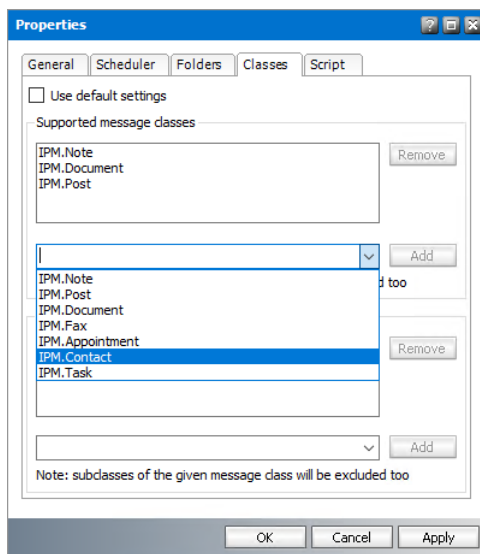 Properties
General Scheduler Folders Classes Script
Use default settings
Supported message classes
IPM.Note
IPM.Document
IPM.Post
Remove
Add
d too
IPM.Note
IPM.Post
IPM.Document
IPM.Fax
IPM.Appointment
IPM.Contact
IPM.Task
Remove
Add
Note: subclasses of the given message class will be excluded too
OK Cancel Apply